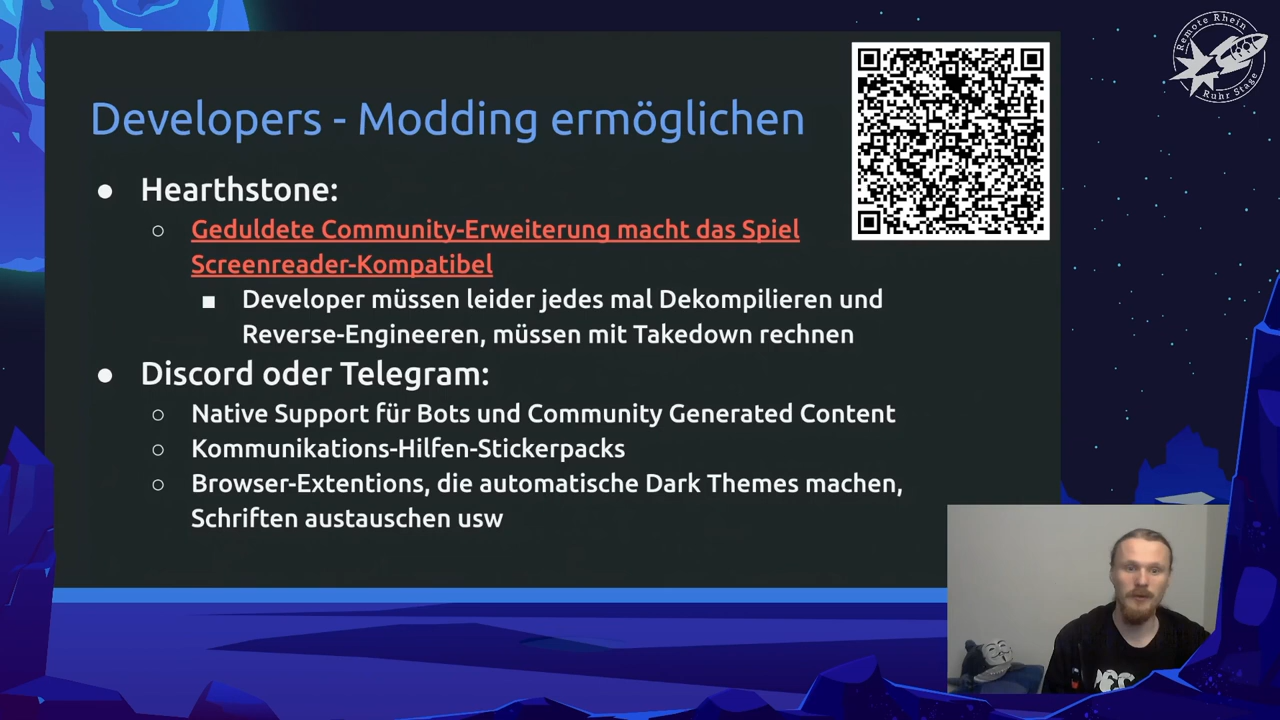 Developers - Modding ermöglichen
● Hearthstone:
○ Geduldete Community-Erweiterung macht das Spiel
Screenreader-Kompatibel
■ Developer müssen leider jedes mal Dekompilieren und
Reverse-Engineeren, müssen mit Takedown rechnen
● Discord oder Telegram:
○ Native Support für Bots und Community Generated Content
○ Kommunikations-Hilfen-Stickerpacks
○ Browser-Extentions, die automatische Dark Themes machen,
Schriften austauschen usw
Remote Rhein
Ruhr Stage